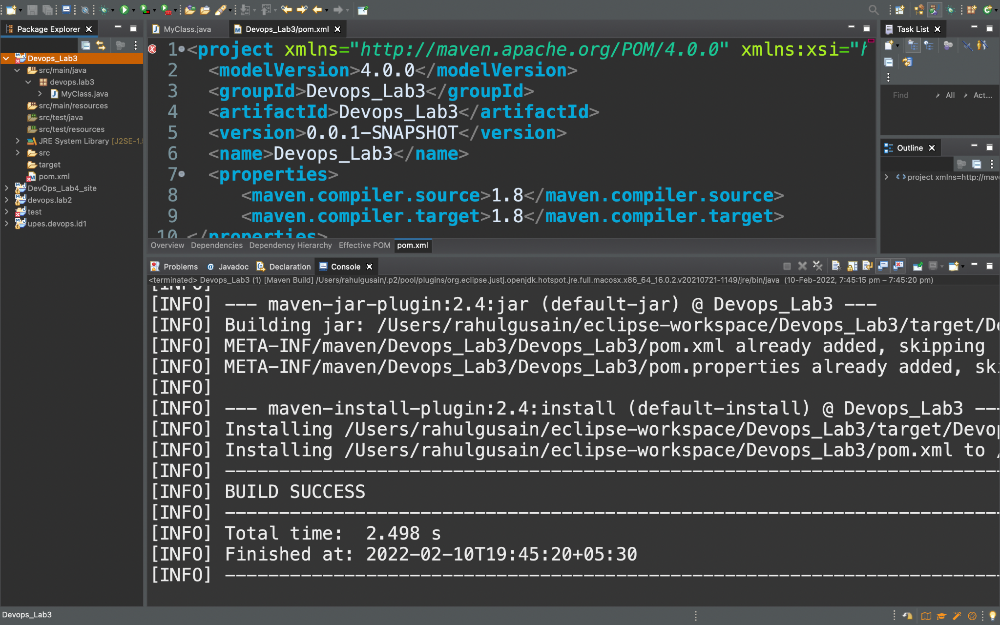 Package Explorer
Devops_Lab3
src/main/java
devops.lab3
MyClass.java
src/main/resources
src/test/java
src/test/resources
JRE System Library [J2SE-1.5
src
target
pom.xml
DevOps_Lab4_site
devops.lab2
test
upes.devops.id1
MyClass.java
Devops_Lab3/pom.xml
1 <project xmlns="http://maven.apache.org/POM/4.0.0" xmlns:xsi="h
2 <modelVersion>4.0.0</modelVersion>
3 <groupId>Devops_Lab3</groupId>
4 <artifactId>Devops_Lab3</artifactId>
5 <version>0.0.1-SNAPSHOT</version>
6 <name>Devops_Lab3</name>
7 <properties>
8 <maven.compiler.source>1.8</maven.compiler.source>
9 <maven.compiler.target>1.8</maven.compiler.target>
10 </properties>
Overview Dependencies Dependency Hierarchy Effective POM pom.xml
Task List
Find All Act...
Outline
project xmlns=http://mav
Problems @ Javadoc Declaration Console
<terminated> Devops_Lab3 (1) [Maven Build] /Users/rahulgusain/.p2/pool/plugins/org.eclipse.justj.openjdk.hotspot.jre.full.macosx.x86_64_16.0.2.v20210721-1149/jre/bin/java (10-Feb-2022, 7:45:15 pm – 7:45:20 pm)
[INFO]
[INFO] --- maven-jar-plugin:2.4:jar (default-jar) @ Devops_Lab3 ---
[INFO] Building jar: /Users/rahulgusain/eclipse-workspace/Devops_Lab3/target/De
[INFO] META-INF/maven/Devops_Lab3/Devops_Lab3/pom.xml already added, skipping
[INFO] META-INF/maven/Devops_Lab3/Devops_Lab3/pom.properties already added, ski
[INFO]
[INFO] --- maven-install-plugin:2.4:install (default-install) @ Devops_Lab3 ---
[INFO] Installing /Users/rahulgusain/eclipse-workspace/Devops_Lab3/target/Devop
[INFO] Installing /Users/rahulgusain/eclipse-workspace/Devops_Lab3/pom.xml to /
[INFO] ------------------------------------------------------------------------
[INFO] BUILD SUCCESS
[INFO] ------------------------------------------------------------------------
[INFO] Total time:  2.498 s
[INFO] Finished at: 2022-02-10T19:45:20+05:30
[INFO] ------------------------------------------------------------------------
Devops_Lab3